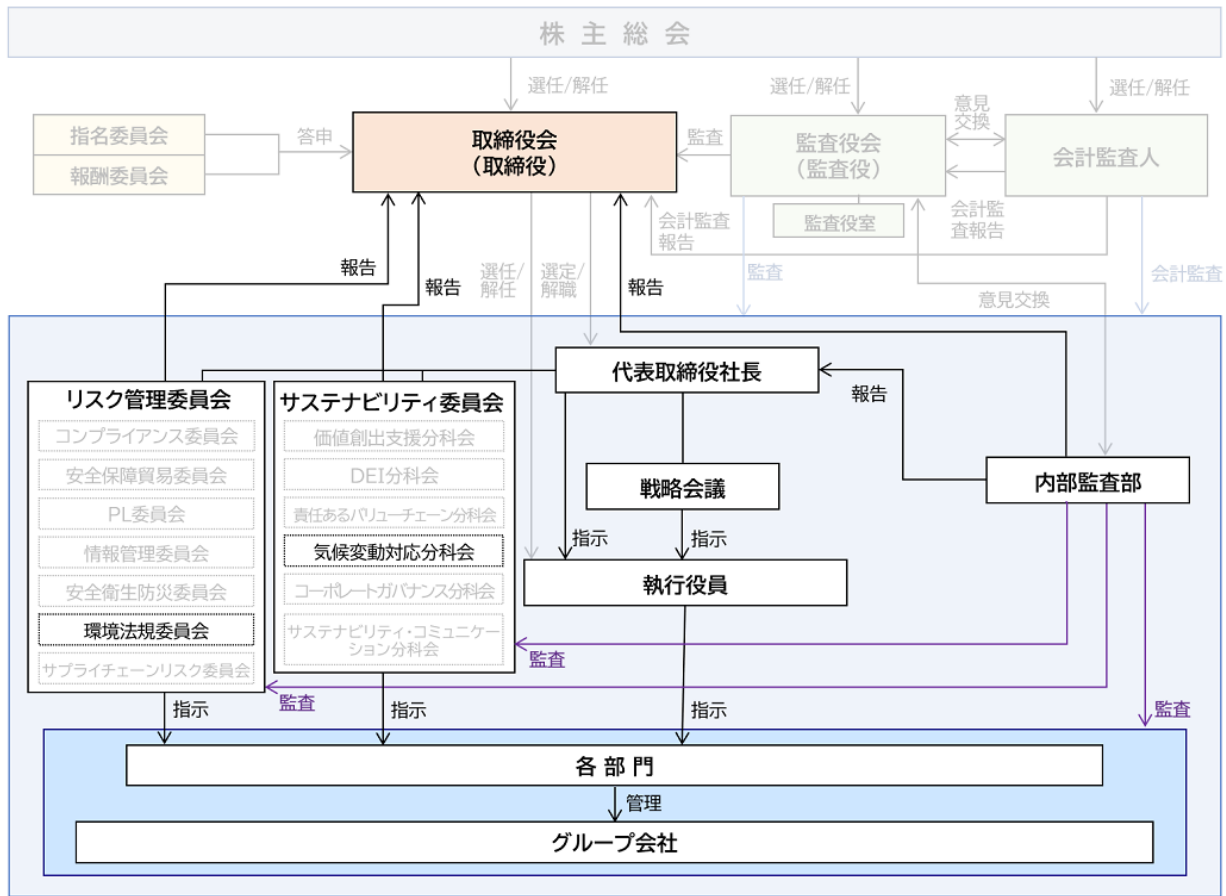 株主総会
選任/解任
選任/解任
選任/解任
指名委員会
報酬委員会
答申
取締役会
(取締役)
監査
監査役会
(監査役)
監査役室
意見
交換
会計監査人
会計監査
報告
会計監
査報告
報告
報告
選任/
解任
選定/
解職
報告
監査
意見交換
会計監査
代表取締役社長
報告
リスク管理委員会
コンプライアンス委員会
安全保障貿易委員会
PL委員会
情報管理委員会
安全衛生防災委員会
環境法規委員会
サプライチェーンリスク委員会
サステナビリティ委員会
価値創出支援分科会
DEI分科会
責任あるバリューチェーン分科会
気候変動対応分科会
コーポレートガバナンス分科会
サステナビリティ・コミュニケー
ション分科会
戦略会議
内部監査部
指示
指示
執行役員
監査
監査
監査
指示
指示
指示
各部門
管理
グループ会社